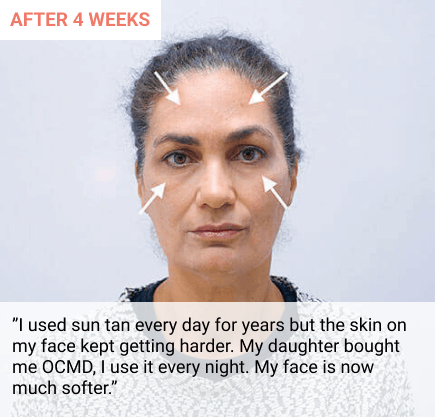 AFTER 4 WEEKS
”I used sun tan every day for years but the skin on
my face kept getting harder. My daughter bought
me OCMD, I use it every night. My face is now
much softer.”